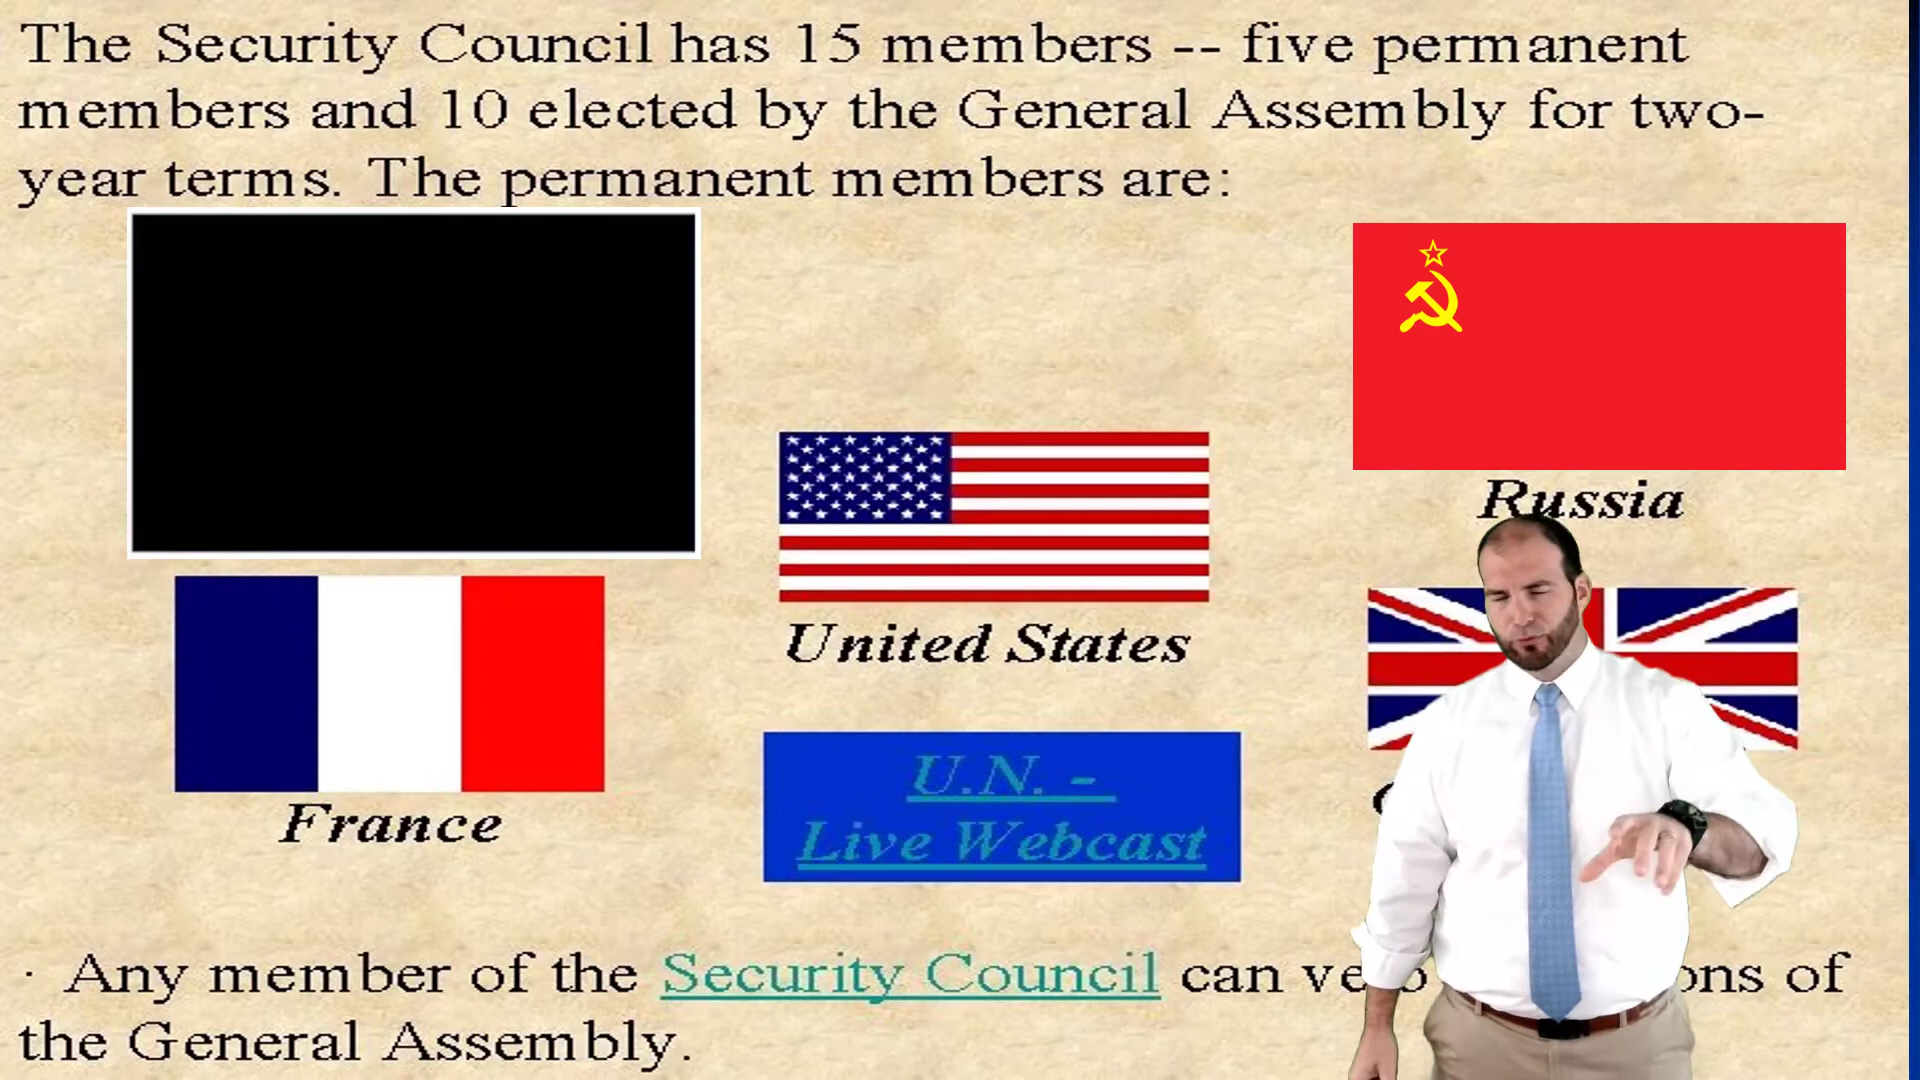 The Security Council has 15 members -- five permanent
members and 10 elected by the General Assembly for two-
year terms. The permanent members are:
Russia
United States
France
U.N. -
Live Webcast
· Any member of the Security Council can of
the General Assembly.